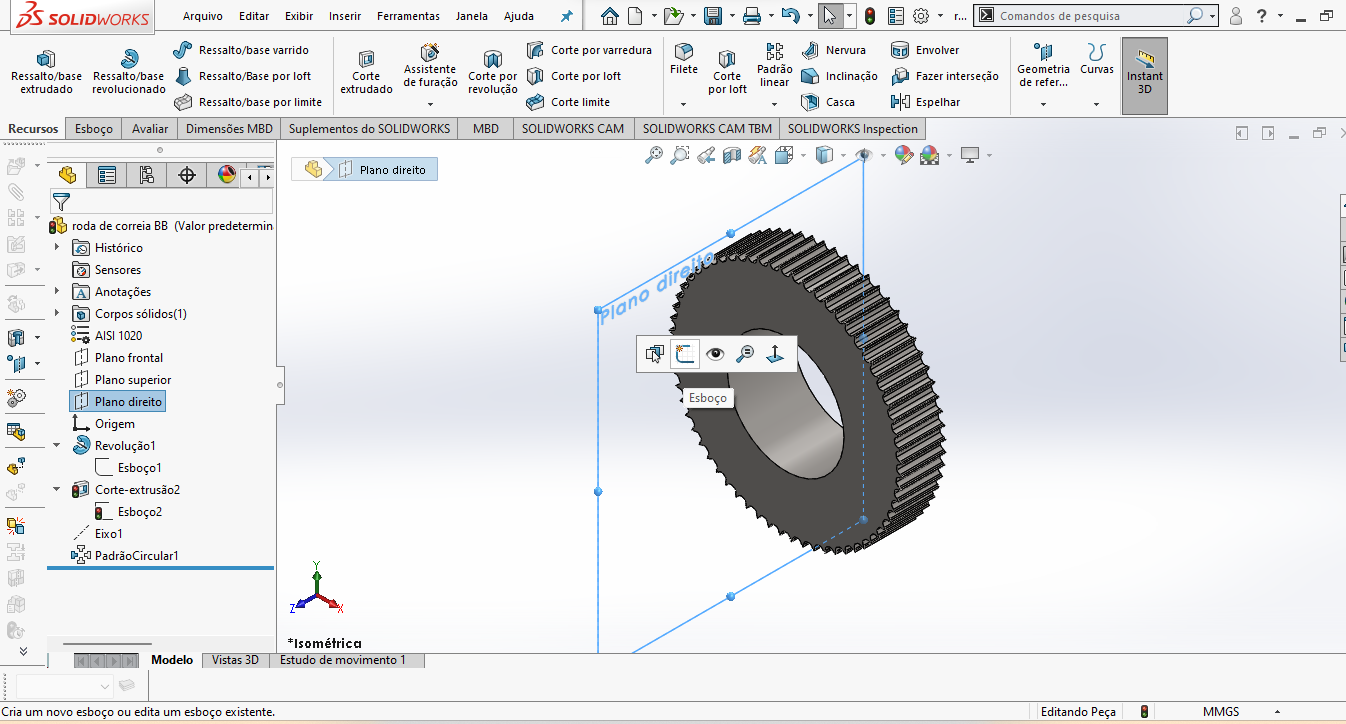 SOLIDWORKS
Arquivo Editar Exibir Inserir Ferramentas Janela Ajuda
r... Comandos de pesquisa ?
Ressalto/base extrudado
Ressalto/base revolucionado
Ressalto/base varrido
Ressalto/Base por loft
Ressalto/base por limite
Corte extrudado
Assistente de furação
Corte por revolução
Corte por varredura
Corte por loft
Corte limite
Filete
Corte por loft
Padrão linear
Nervura
Inclinação
Casca
Envolver
Fazer interseção
Espelhar
Geometria de refer...
Curvas
Instant 3D
Recursos Esboço Avaliar Dimensões MBD Suplementos do SOLIDWORKS MBD SOLIDWORKS CAM SOLIDWORKS CAM TBM SOLIDWORKS Inspection
Plano direito
roda de correia BB (Valor predetermin
Histórico
Sensores
Anotações
Corpos sólidos(1)
AISI 1020
Plano frontal
Plano superior
Plano direito
Origem
Revolução1
Esboço1
Corte-extrusão2
Esboço2
Eixo1
PadrãoCircular1
Plano direito
Esboço
Y
Z
X
*Isométrica
Modelo Vistas 3D Estudo de movimento 1
Cria um novo esboço ou edita um esboço existente. Editando Peça MMGS